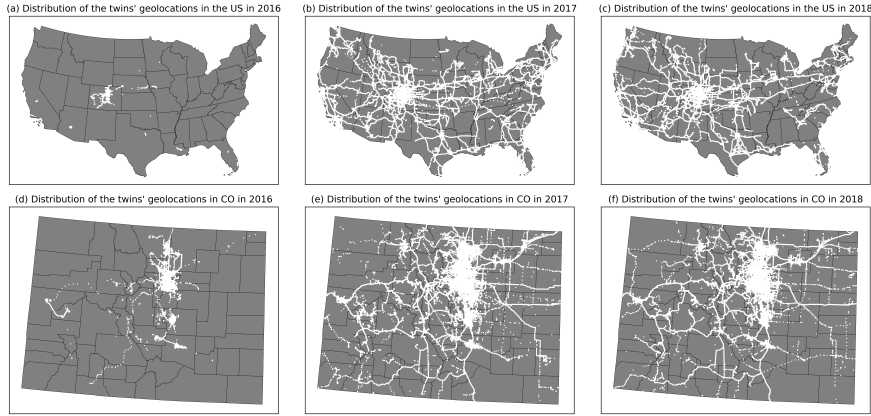 (a) Distribution of the twins' geolocations in the US in 2016
(b) Distribution of the twins' geolocations in the US in 2017
(c) Distribution of the twins' geolocations in the US in 2018
(d) Distribution of the twins' geolocations in CO in 2016
(e) Distribution of the twins' geolocations in CO in 2017
(f) Distribution of the twins' geolocations in CO in 2018